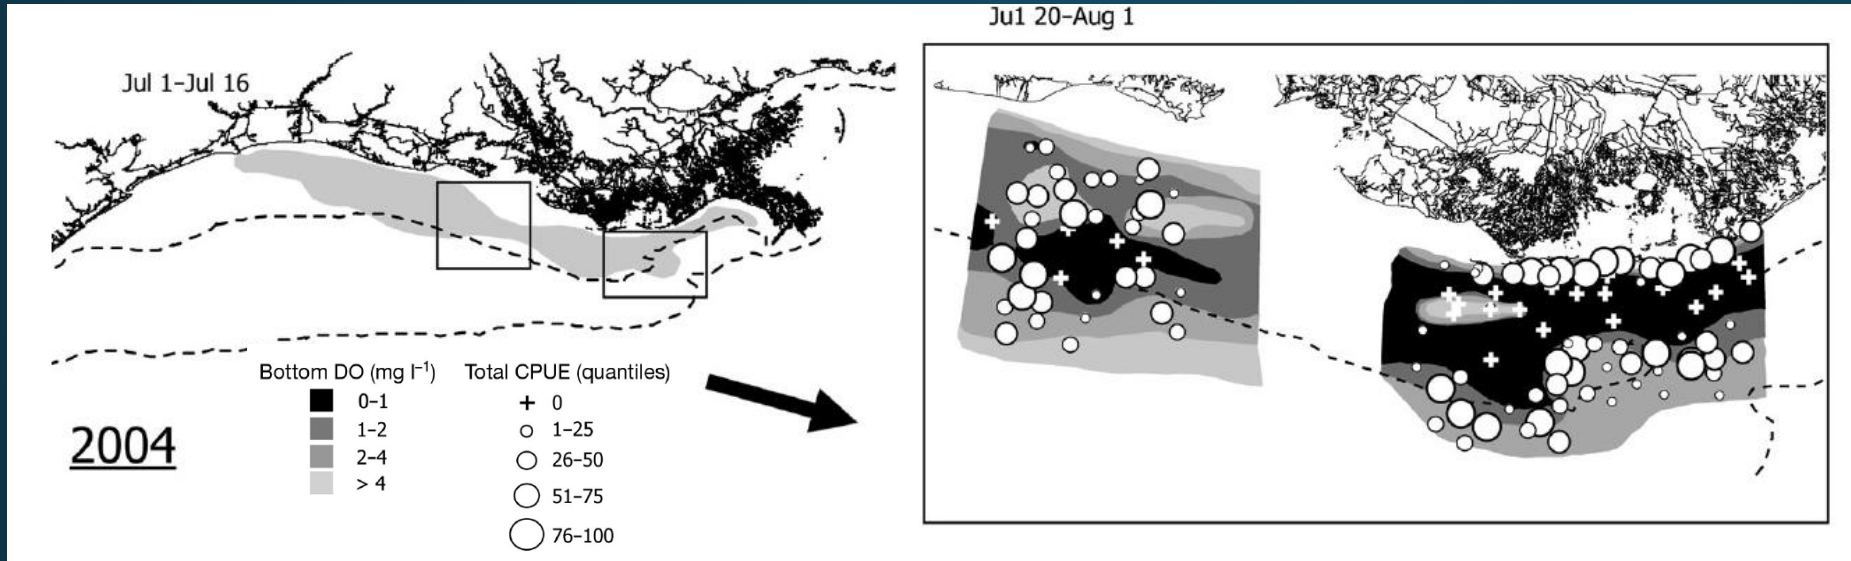 Ju1 20–Aug 1
Jul 1–Jul 16
Bottom DO (mg l⁻¹)
0–1
1–2
2–4
> 4
Total CPUE (quantiles)
0
1–25
26–50
51–75
76–100
2004